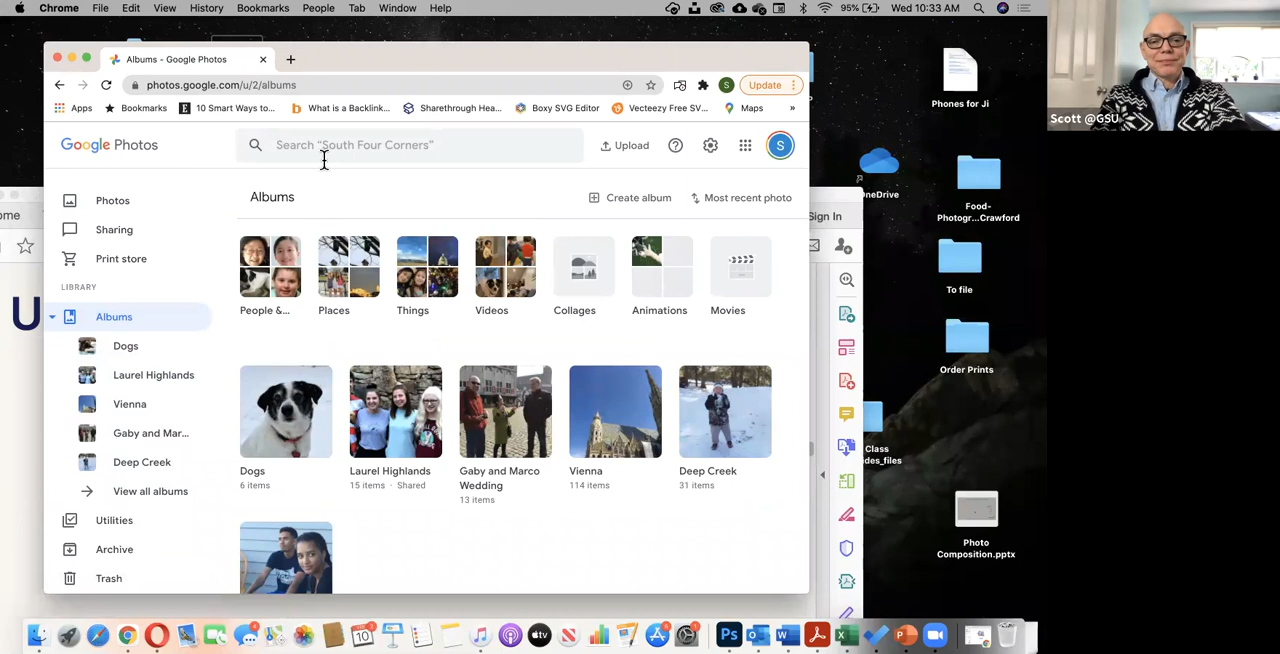 Chrome File Edit View History Bookmarks People Tab Window Help 95% Wed 10:33 AM
Albums - Google Photos
photos.google.com/u/2/albums S Update
Apps Bookmarks 10 Smart Ways to... What is a Backlink... Sharethrough Hea... Boxy SVG Editor Vecteezy Free SV... Maps »
Google Photos Search "South Four Corners" Upload S
Albums Create album Most recent photo
Photos
Sharing
Print store
LIBRARY
Albums
Dogs
Laurel Highlands
Vienna
Gaby and Mar...
Deep Creek
View all albums
Utilities
Archive
Trash
People &... Places Things Videos Collages Animations Movies
Dogs
6 items
Laurel Highlands
15 items · Shared
Gaby and Marco
Wedding
13 items
Vienna
114 items
Deep Creek
31 items
ome
U
Sign In
Phones for Ji
OneDrive
Food-
Photogr...Crawford
To file
Order Prints
Class
des_files
Photo
Composition.pptx
Scott @GSU